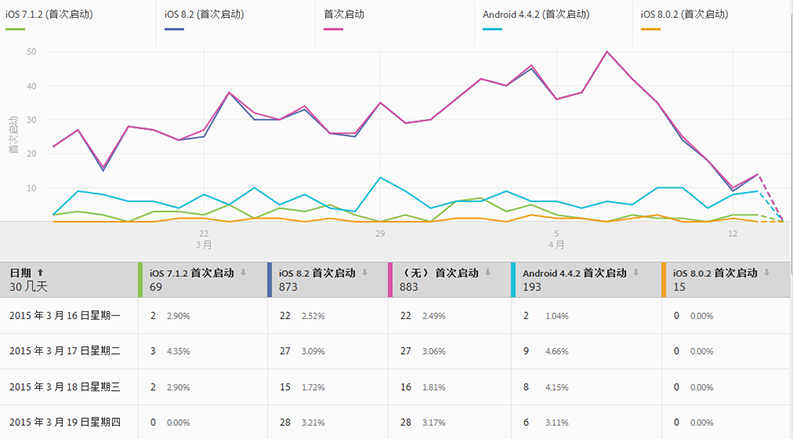 iOS 7.1.2 (首次启动) iOS 8.2 (首次启动) 首次启动 Android 4.4.2 (首次启动) iOS 8.0.2 (首次启动)
50
40
30
20
10
首次启动
22 29 5 12
3 月 4 月
日期 ⬆ iOS 7.1.2 首次启动 ⬇ iOS 8.2 首次启动 ⬇ （无） 首次启动 ⬇ Android 4.4.2 首次启动 ⬇ iOS 8.0.2 首次启动 ⬇
30 几天 69 873 883 193 15
2015 年 3 月 16 日星期一 2 2.90% 22 2.52% 22 2.49% 2 1.04% 0 0.00%
2015 年 3 月 17 日星期二 3 4.35% 27 3.09% 27 3.06% 9 4.66% 0 0.00%
2015 年 3 月 18 日星期三 2 2.90% 15 1.72% 16 1.81% 8 4.15% 0 0.00%
2015 年 3 月 19 日星期四 0 0.00% 28 3.21% 28 3.17% 6 3.11% 0 0.00%